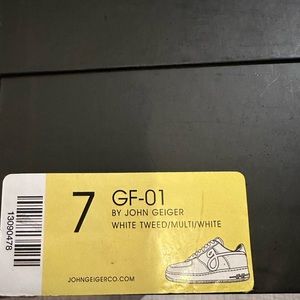 13090478
7
GF-01
BY JOHN GEIGER
WHITE TWEED/MULTI/WHITE
JOHNGEIGERCO.COM